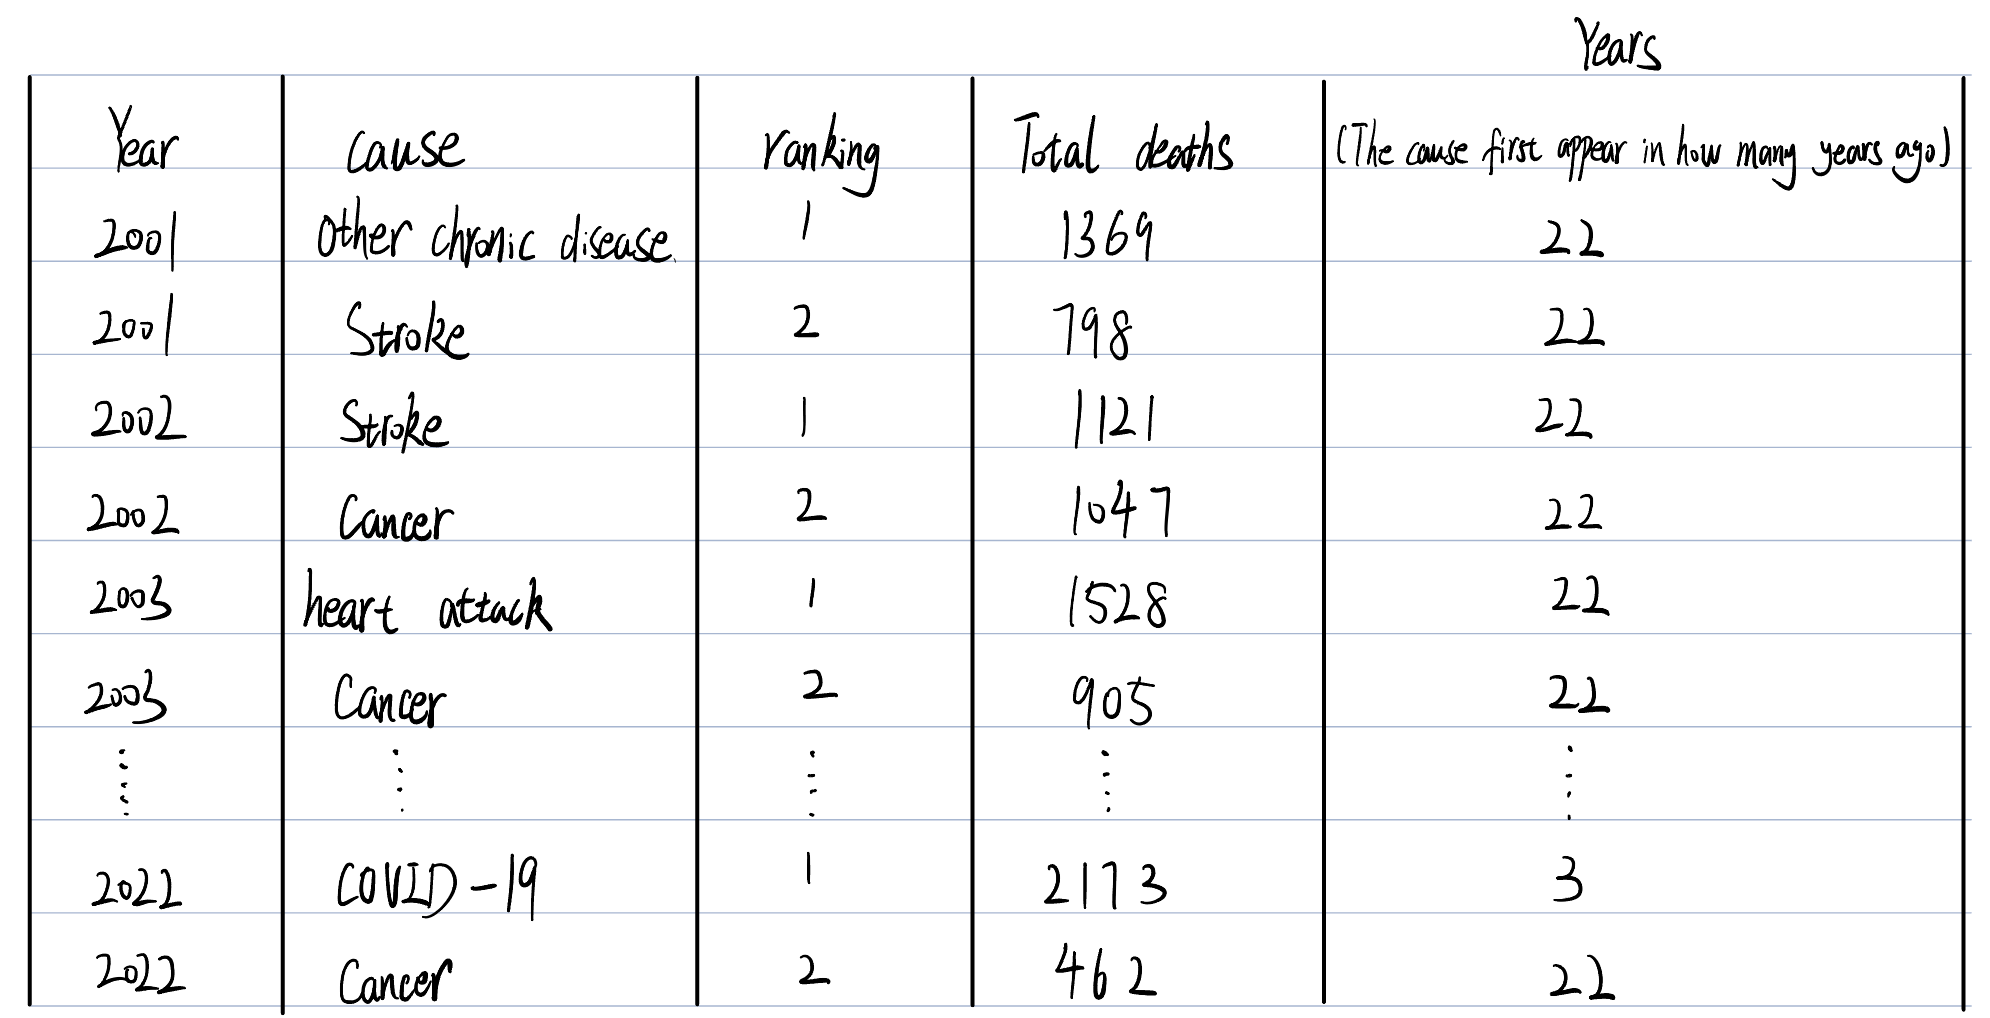 Years
Year cause ranking Total deaths (The cause first appear in how many years ago)
2001 Other chronic disease. 1 1369 22
2001 Stroke 2 798 22
2002 Stroke 1 1121 22
2002 Cancer 2 1047 22
2003 heart attack 1 1528 22
2003 Cancer 2 905 22
2022 COVID-19 1 2173 3
2022 Cancer 2 462 22